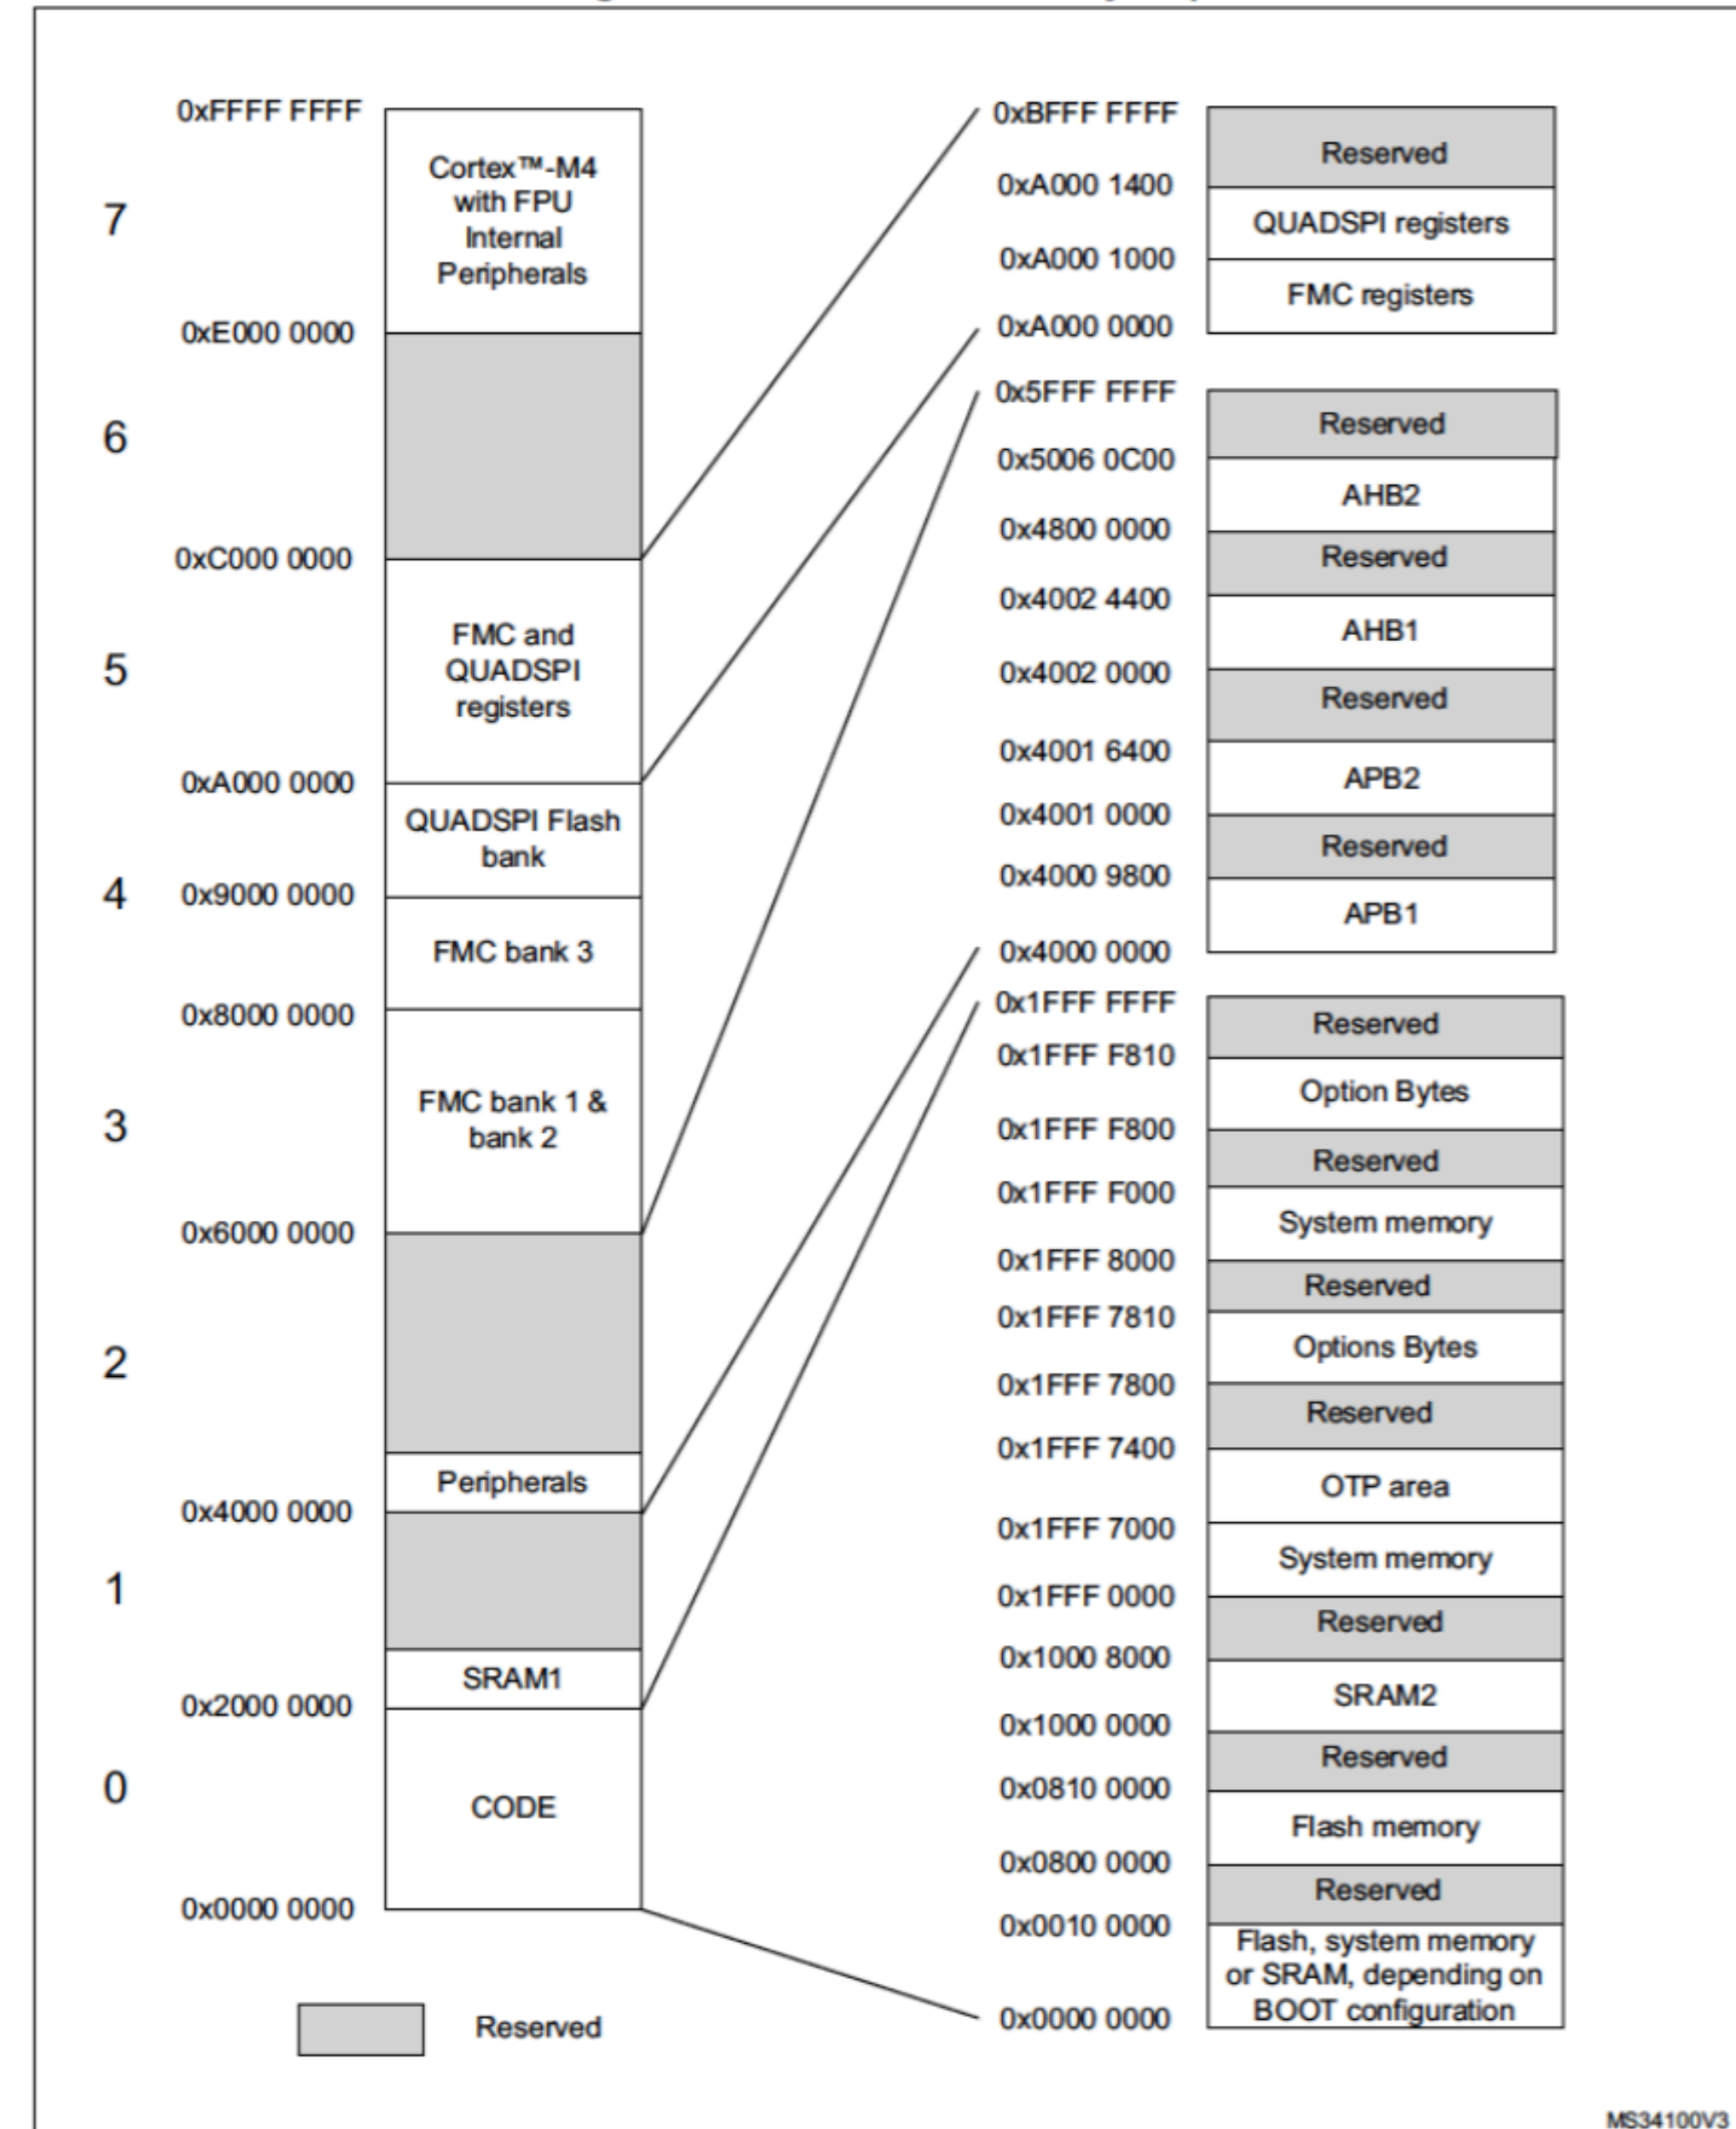 0xFFFF FFFF
Cortex™-M4
with FPU
Internal
Peripherals
7
0xE000 0000
6
0xC000 0000
FMC and
QUADSPI
registers
5
0xA000 0000
QUADSPI Flash
bank
4
0x9000 0000
FMC bank 3
0x8000 0000
FMC bank 1 &
bank 2
3
0x6000 0000
2
Peripherals
0x4000 0000
1
SRAM1
0x2000 0000
0
CODE
0x0000 0000
Reserved
0xBFFF FFFF
Reserved
0xA000 1400
QUADSPI registers
0xA000 1000
FMC registers
0xA000 0000
0x5FFF FFFF
Reserved
0x5006 0C00
AHB2
0x4800 0000
Reserved
0x4002 4400
AHB1
0x4002 0000
Reserved
0x4001 6400
APB2
0x4001 0000
Reserved
0x4000 9800
APB1
0x4000 0000
0x1FFF FFFF
Reserved
0x1FFF F810
Option Bytes
0x1FFF F800
Reserved
0x1FFF F000
System memory
0x1FFF 8000
Reserved
0x1FFF 7810
Options Bytes
0x1FFF 7800
Reserved
0x1FFF 7400
OTP area
0x1FFF 7000
System memory
0x1FFF 0000
Reserved
0x1000 8000
SRAM2
0x1000 0000
Reserved
0x0810 0000
Flash memory
0x0800 0000
Reserved
0x0010 0000
Flash, system memory
or SRAM, depending on
BOOT configuration
0x0000 0000
MS34100V3